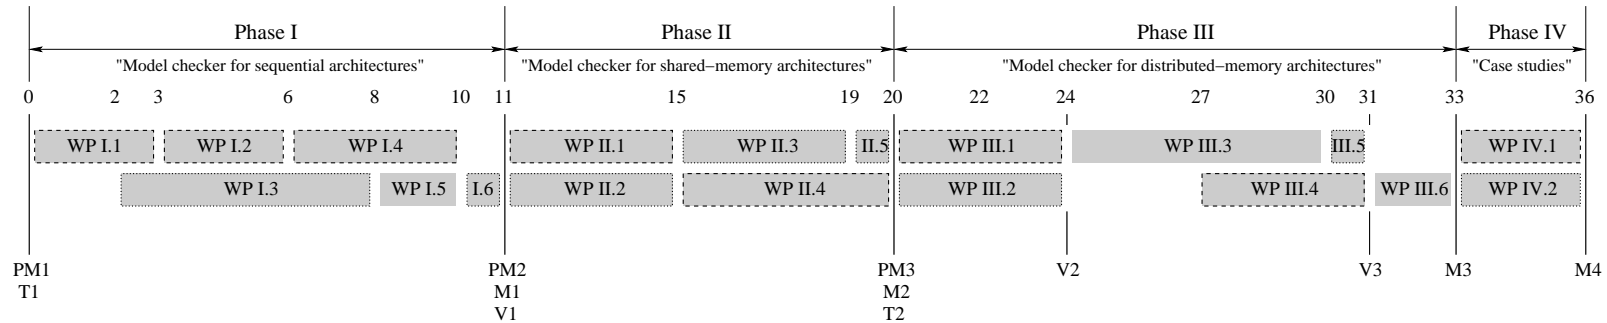 Phase I Phase II Phase III Phase IV
"Model checker for sequential architectures" "Model checker for shared−memory architectures" "Model checker for distributed−memory architectures" "Case studies"
0 2 3 6 8 10 11 15 19 20 22 24 27 30 31 33 36
WP I.1 WP I.2 WP I.4 WP II.1 WP II.3 II.5 WP III.1 WP III.3 III.5 WP IV.1
WP I.3 WP I.5 I.6 WP II.2 WP II.4 WP III.2 WP III.4 WP III.6 WP IV.2
PM1 PM2 PM3 V2 V3 M3 M4
T1 M1 M2
V1 T2